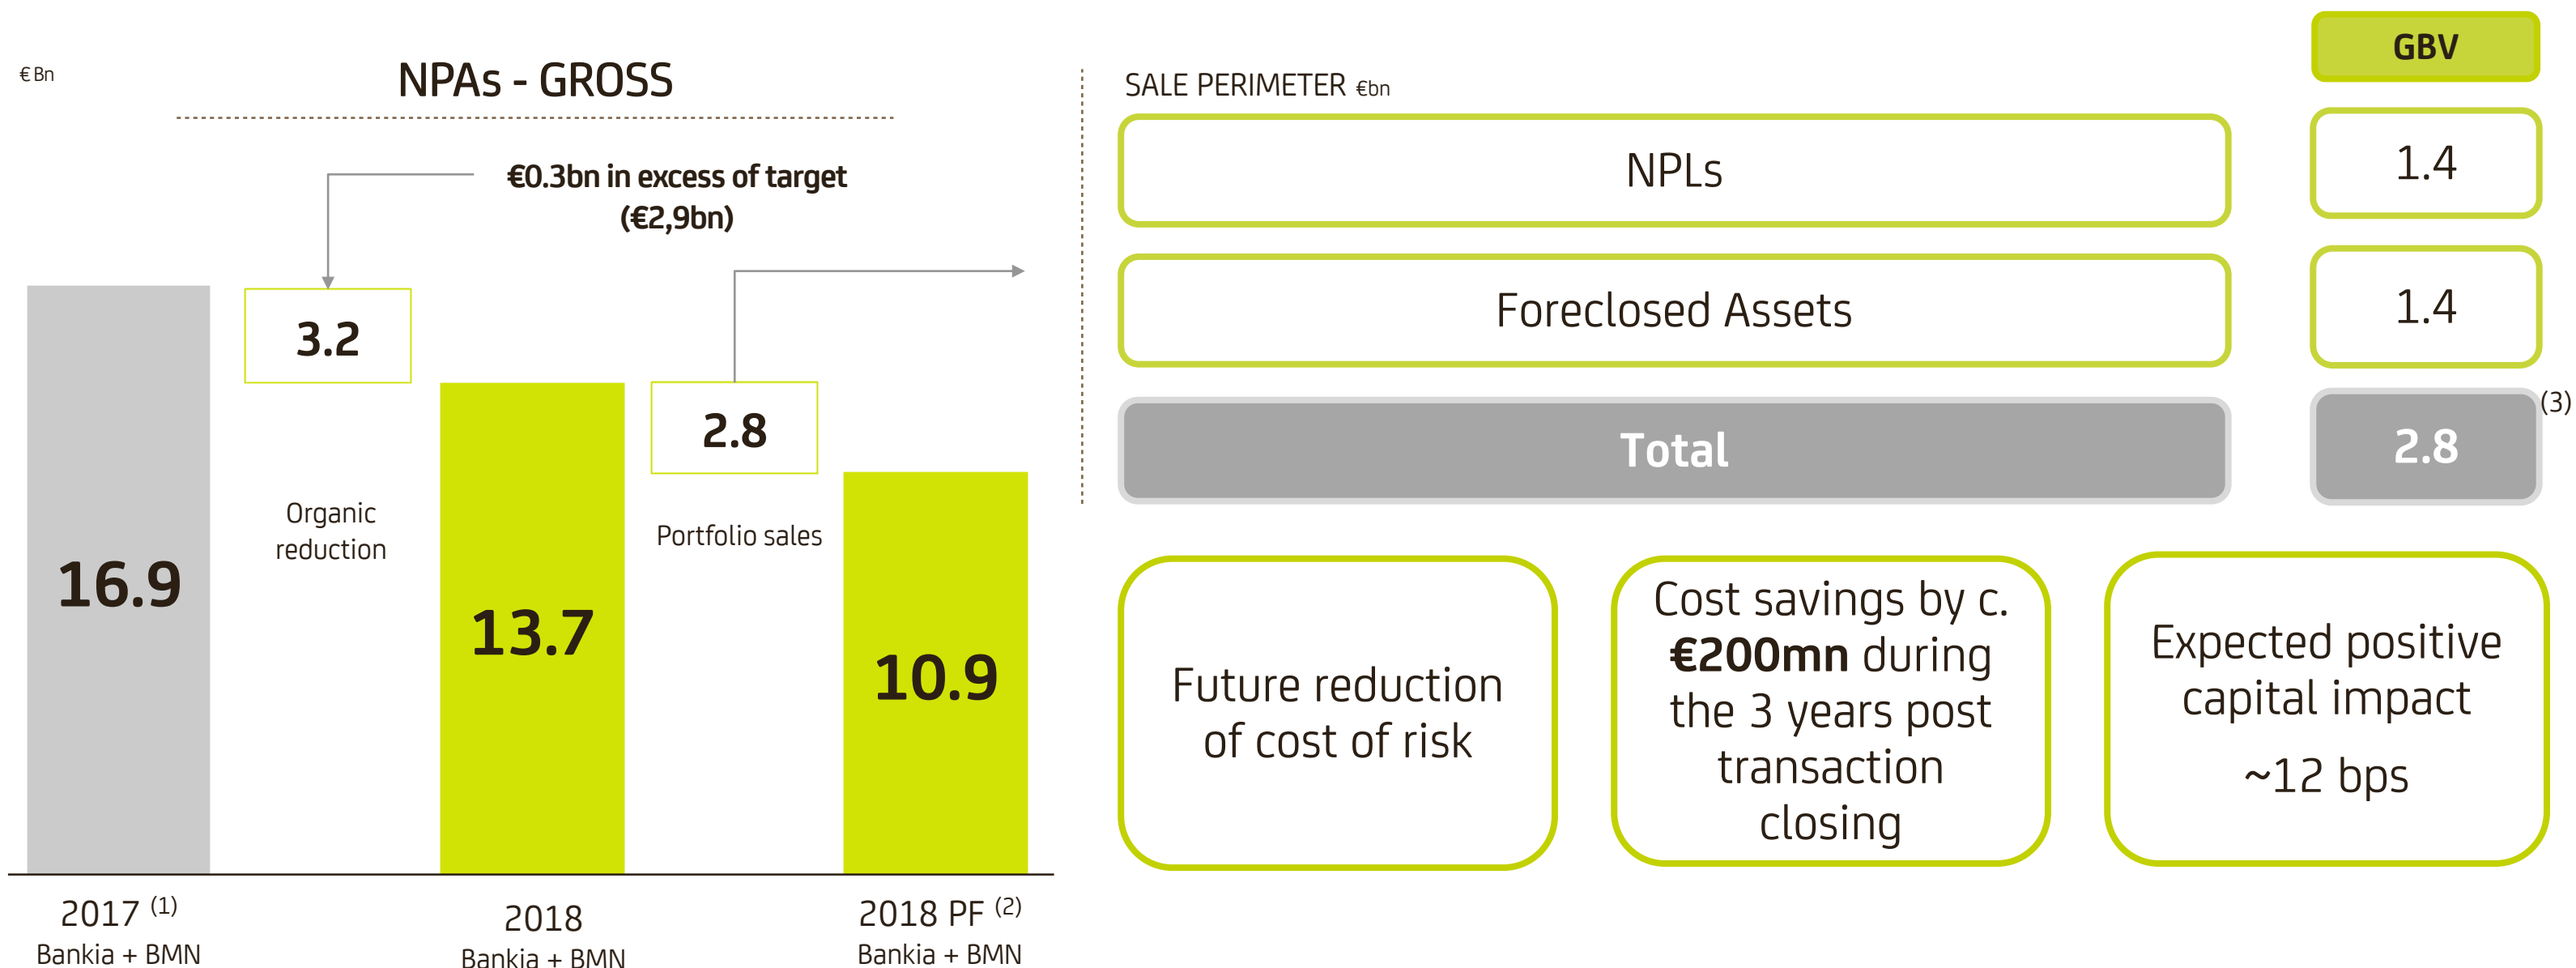 € Bn
NPAs - GROSS
€0.3bn in excess of target
(€2,9bn)
3.2
2.8
Organic
reduction
Portfolio sales
16.9
13.7
10.9
2017 (1)
Bankia + BMN
2018
Bankia + BMN
2018 PF (2)
Bankia + BMN
SALE PERIMETER €bn
GBV
NPLs
1.4
Foreclosed Assets
1.4
Total
2.8 (3)
Future reduction
of cost of risk
Cost savings by c.
€200mn during
the 3 years post
transaction
closing
Expected positive
capital impact
~12 bps